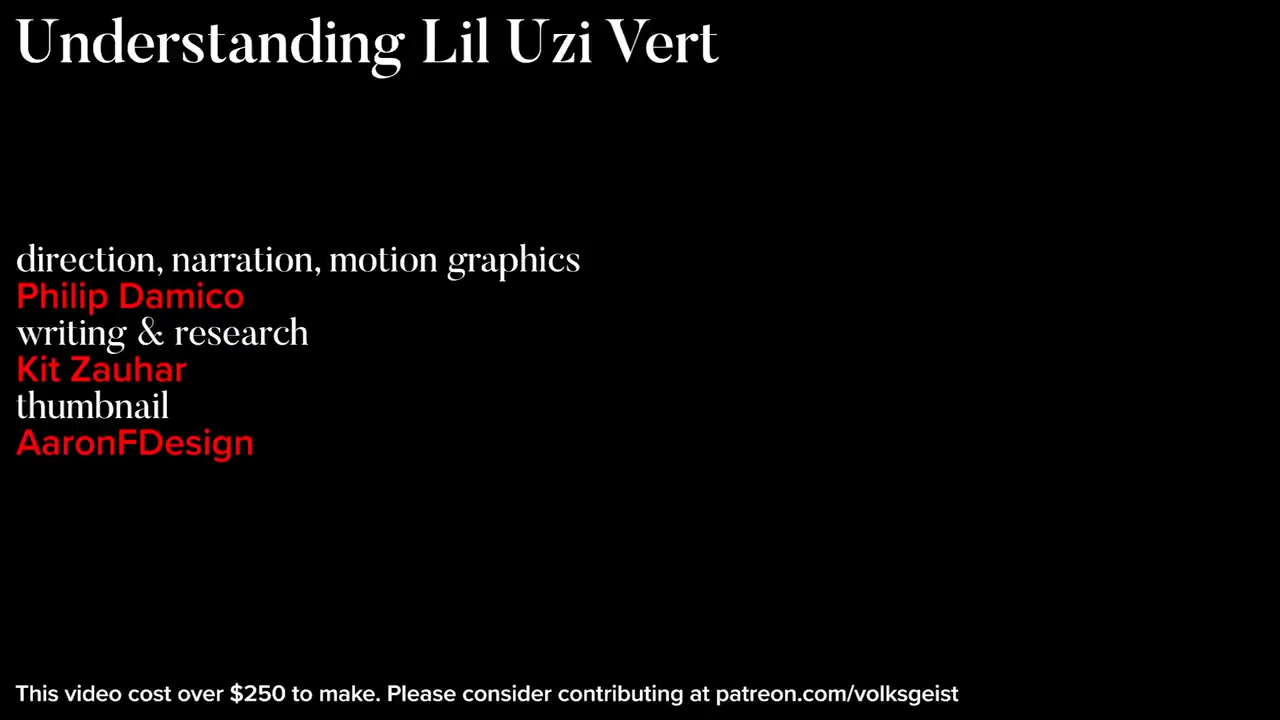 Understanding Lil Uzi Vert
direction, narration, motion graphics
Philip Damico
writing & research
Kit Zauhar
thumbnail
AaronFDesign
This video cost over $250 to make. Please consider contributing at patreon.com/volksgeist